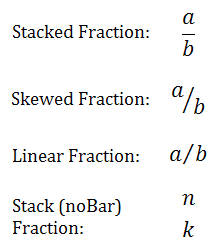 Stacked Fraction: a
b
Skewed Fraction: a/b
Linear Fraction: a/b
Stack (noBar) n
Fraction: k